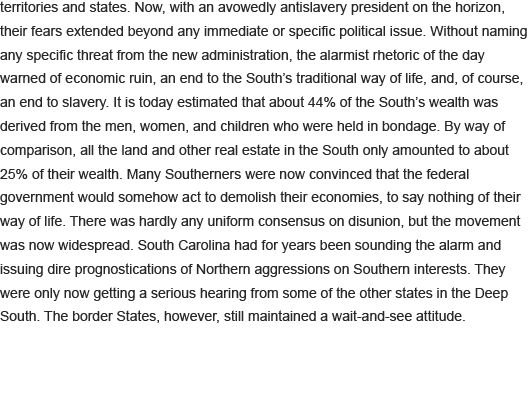 territories and states. Now, with an avowedly antislavery president on the horizon,
their fears extended beyond any immediate or specific political issue. Without naming
any specific threat from the new administration, the alarmist rhetoric of the day
warned of economic ruin, an end to the South’s traditional way of life, and, of course,
an end to slavery. It is today estimated that about 44% of the South’s wealth was
derived from the men, women, and children who were held in bondage. By way of
comparison, all the land and other real estate in the South only amounted to about
25% of their wealth. Many Southerners were now convinced that the federal
government would somehow act to demolish their economies, to say nothing of their
way of life. There was hardly any uniform consensus on disunion, but the movement
was now widespread. South Carolina had for years been sounding the alarm and
issuing dire prognostications of Northern aggressions on Southern interests. They
were only now getting a serious hearing from some of the other states in the Deep
South. The border States, however, still maintained a wait-and-see attitude.